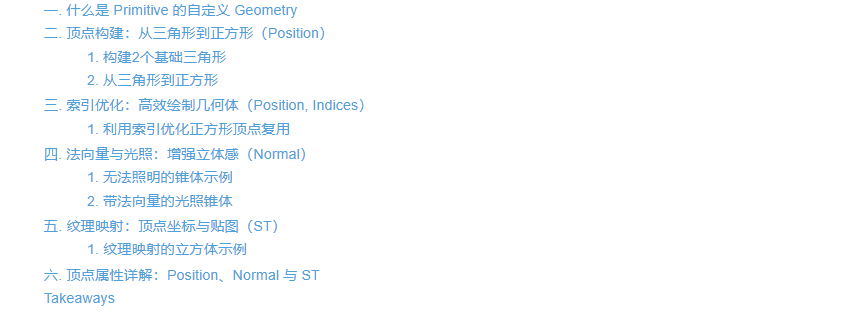 一. 什么是 Primitive 的自定义 Geometry
二. 顶点构建：从三角形到正方形（Position）
1. 构建2个基础三角形
2. 从三角形到正方形
三. 索引优化：高效绘制几何体（Position, Indices）
1. 利用索引优化正方形顶点复用
四. 法向量与光照：增强立体感（Normal）
1. 无法照明的锥体示例
2. 带法向量的光照锥体
五. 纹理映射：顶点坐标与贴图（ST）
1. 纹理映射的立方体示例
六. 顶点属性详解：Position、Normal 与 ST
Takeaways